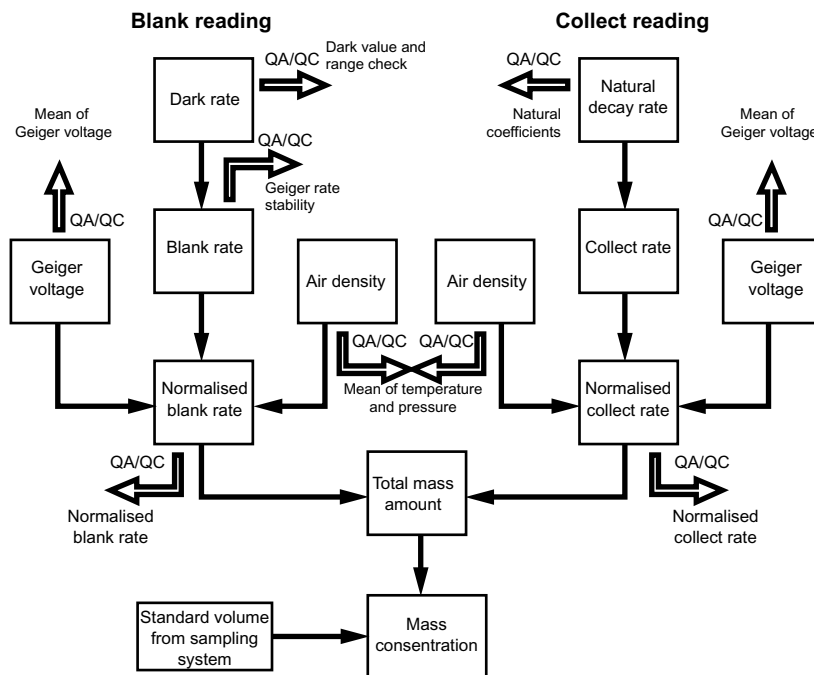 Blank reading
Collect reading
QA/QC
Dark value and
range check
Dark rate
QA/QC
Natural
coefficients
Natural
decay rate
Mean of
Geiger voltage
QA/QC
Geiger rate
stability
Mean of
Geiger voltage
QA/QC
Geiger
voltage
Blank rate
Air density
Air density
Collect rate
QA/QC
Geiger
voltage
QA/QC
QA/QC
Mean of temperature
and pressure
Normalised
blank rate
Normalised
collect rate
QA/QC
Normalised
blank rate
Total mass
amount
QA/QC
Normalised
collect rate
Standard volume
from sampling
system
Mass
consentration